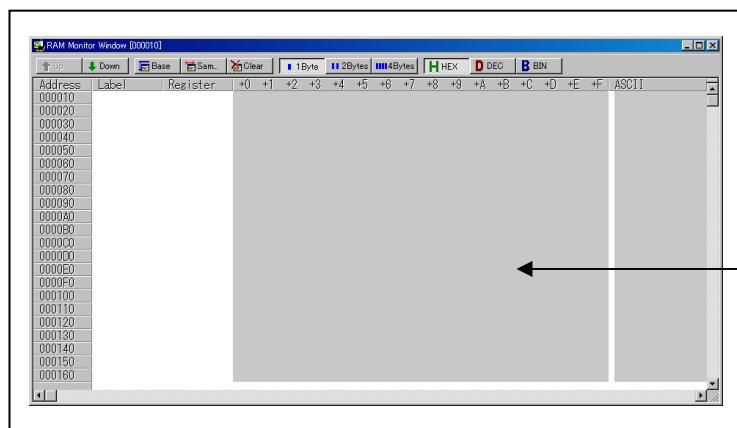 RAM Monitor Window [000010]
Up Down Base Sam... Clear 1Byte 2Bytes 4Bytes H HEX D DEC B BIN
Address Label Register +0 +1 +2 +3 +4 +5 +6 +7 +8 +9 +A +B +C +D +E +F ASCII
000010
000020
000030
000040
000050
000060
000070
000080
000090
0000A0
0000B0
0000C0
0000D0
0000E0
0000F0
000100
000110
000120
000130
000140
000150
000160